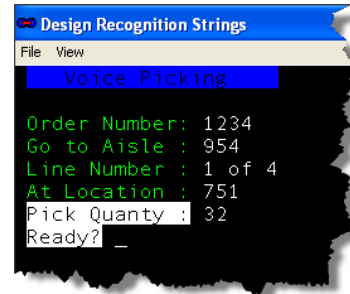 Design Recognition Strings
File View
Voice Picking
Order Number: 1234
Go to Aisle : 954
Line Number : 1 of 4
At Location : 751
Pick Quanty : 32
Ready? _